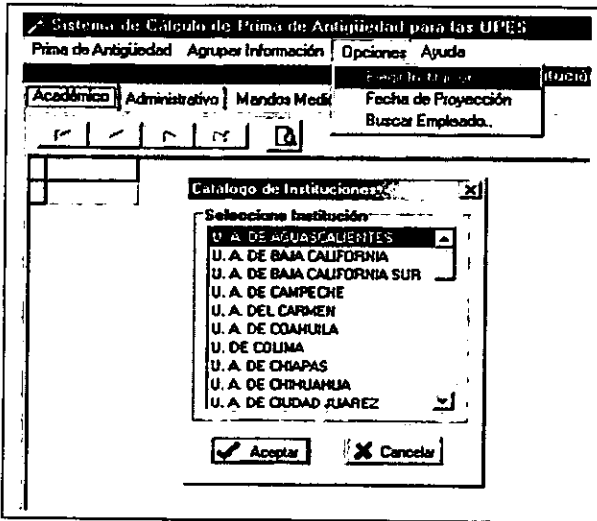 Sistema de Cálculo de Prima de Antigüedad para las UPES
Prima de Antigüedad Agrupar Información Opciones Ayuda
Académico Administrativo Mandos Medi
Fecha de Proyección
Buscar Empleado..
Catalogo de Instituciones
Seleccione Institución
U. A. DE AGUASCALIENTES
U. A. DE BAJA CALIFORNIA
U. A. DE BAJA CALIFORNIA SUR
U. A. DE CAMPECHE
U. A. DEL CARMEN
U. A. DE COAHUILA
U. DE COLIMA
U. A. DE CHIAPAS
U. A. DE CHIHUAHUA
U. A. DE CIUDAD JUAREZ
Aceptar Cancelar